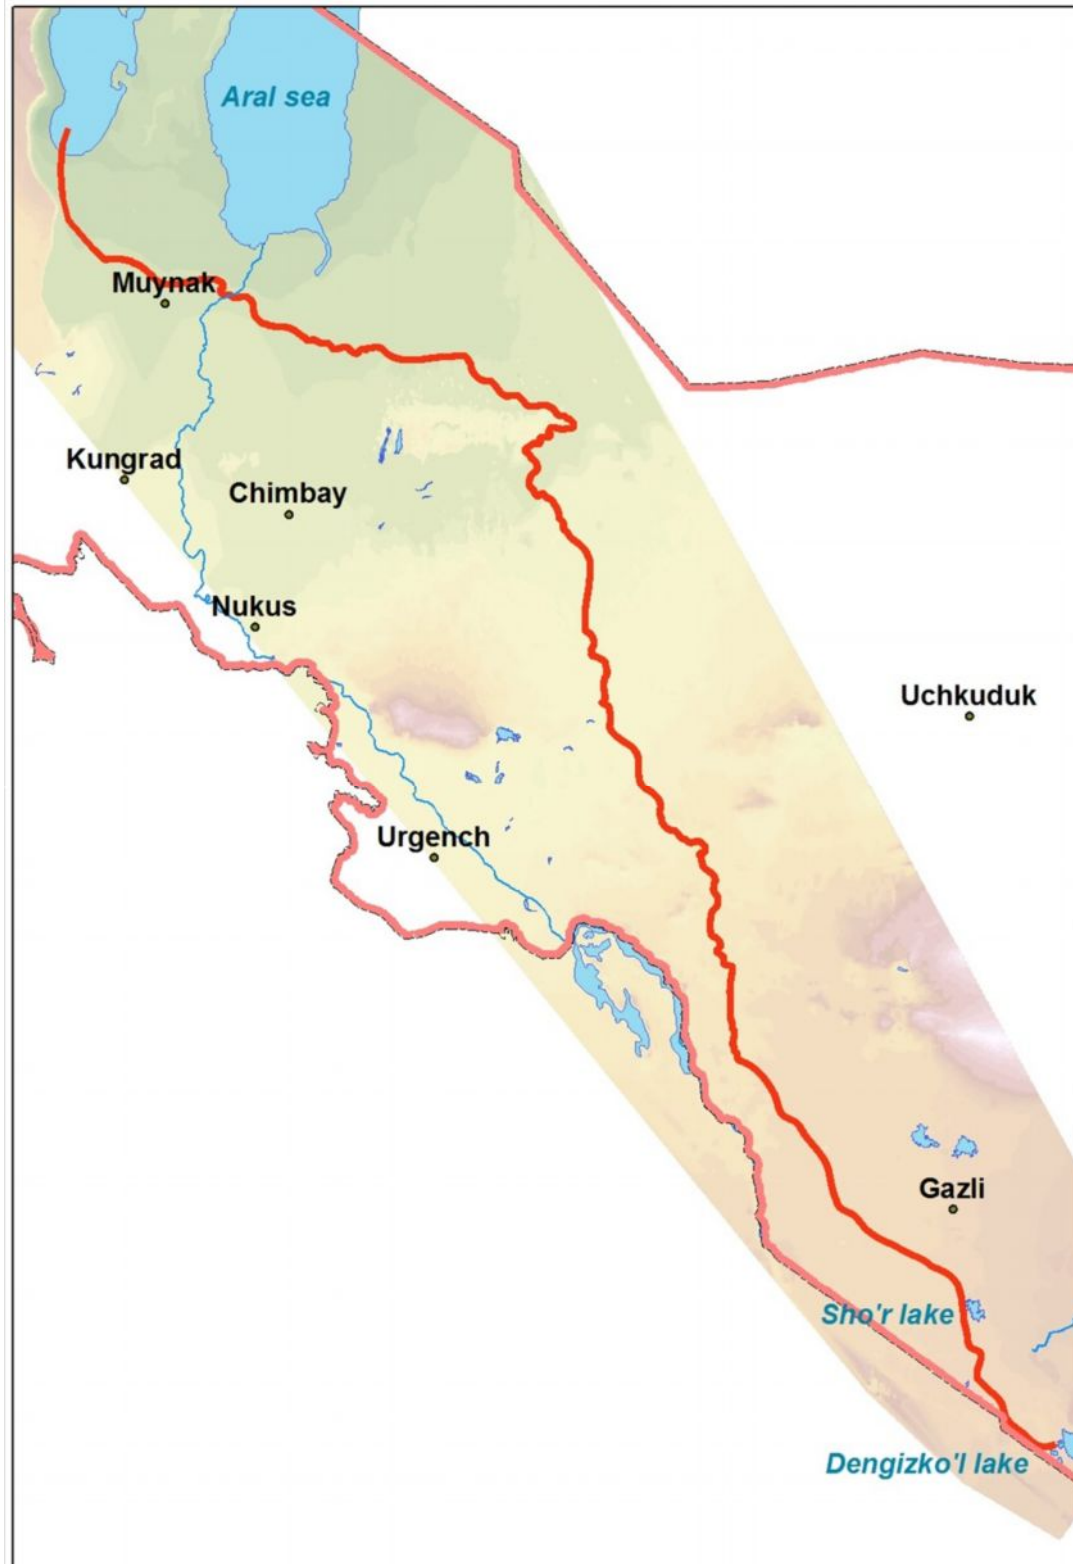 Aral sea
Muynak
Kungrad
Chimbay
Nukus
Uchkuduk
Urgench
Gazli
Sho'r lake
Dengizko'l lake